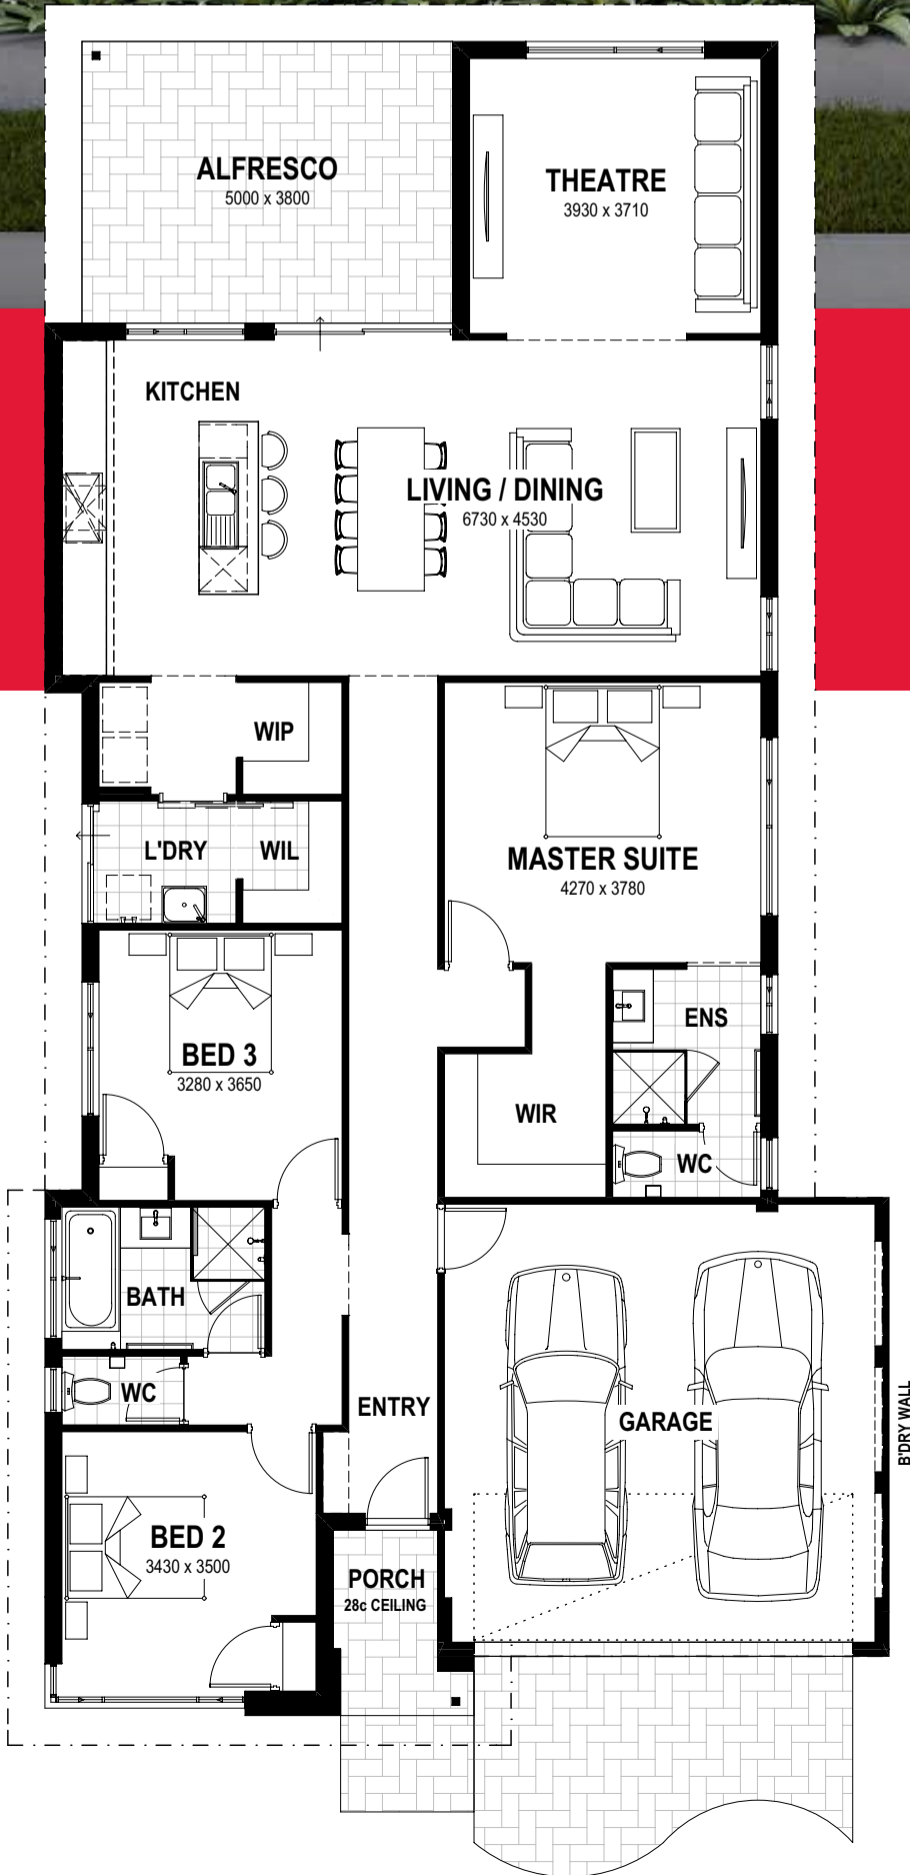 ALFRESCO
5000 x 3800
THEATRE
3930 x 3710
KITCHEN
LIVING / DINING
6730 x 4530
WIP
L'DRY
WIL
MASTER SUITE
4270 x 3780
BED 3
3280 x 3650
ENS
WIR
WC
BATH
WC
ENTRY
GARAGE
B'DRY WALL
BED 2
3430 x 3500
PORCH
28c CEILING